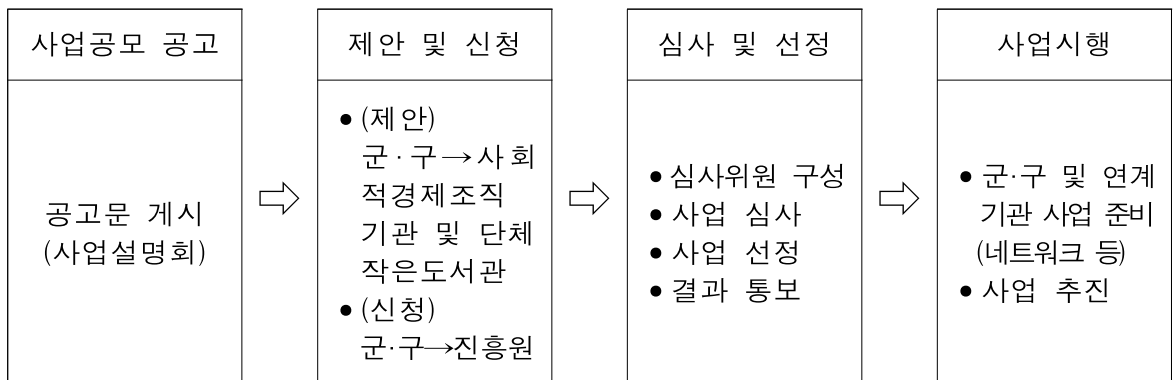 사업공모 공고
공고문 게시
(사업설명회)
제안 및 신청
● (제안)
군·구→사회
적경제조직
기관 및 단체
작은도서관
● (신청)
군·구→진흥원
심사 및 선정
● 심사위원 구성
● 사업 심사
● 사업 선정
● 결과 통보
사업시행
● 군·구 및 연계
기관 사업 준비
(네트워크 등)
● 사업 추진